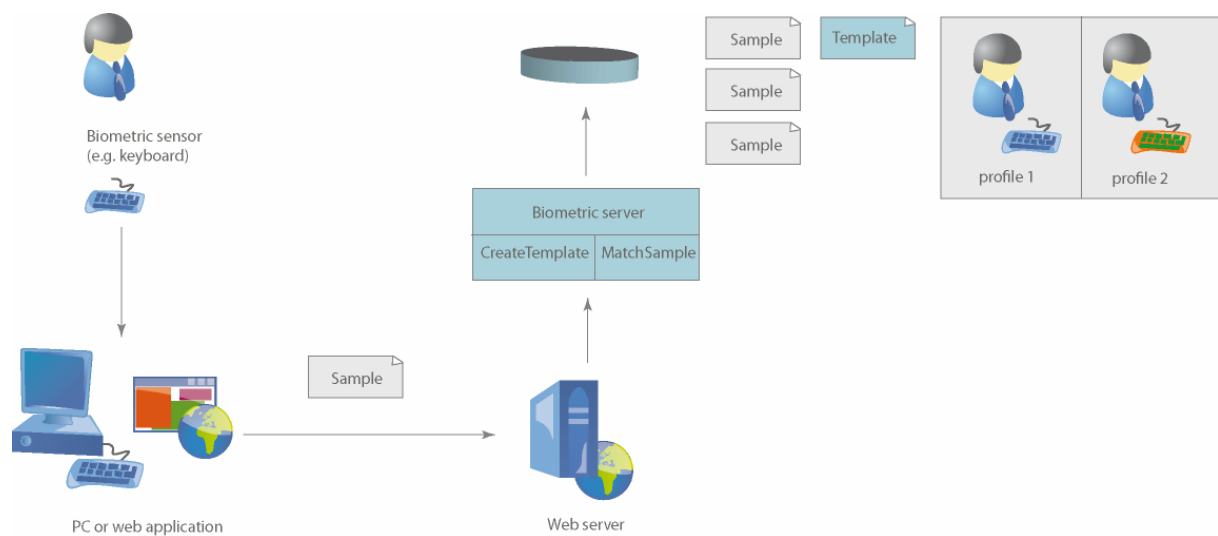 Biometric sensor
(e.g. keyboard)
PC or web application
Sample
Web server
Biometric server
CreateTemplate
MatchSample
Sample
Sample
Sample
Template
profile 1
profile 2